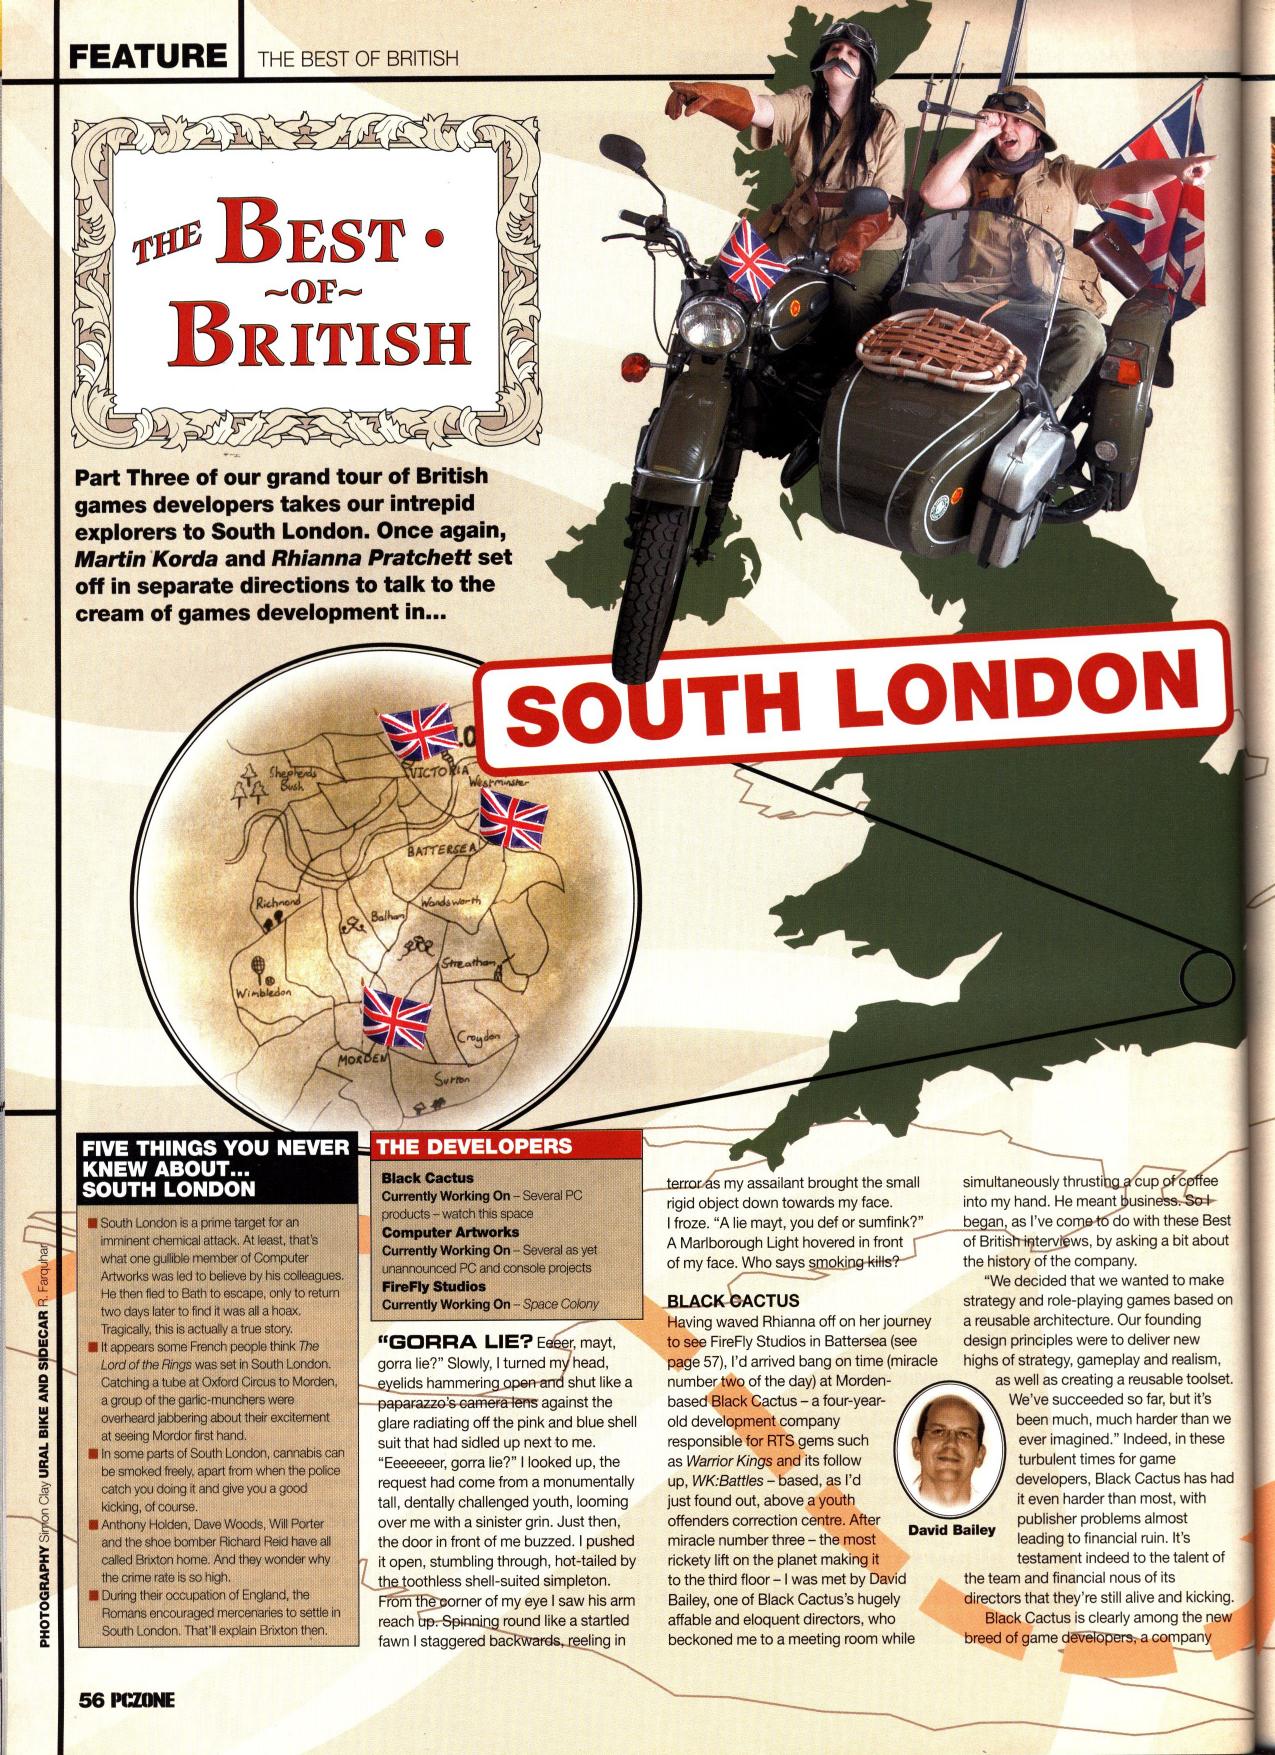 FEATURE
THE BEST OF BRITISH
THE BEST •
~OF~
BRITISH
Part Three of our grand tour of British
games developers takes our intrepid
explorers to South London. Once again,
Martin Korda and Rhianna Pratchett set
off in separate directions to talk to the
cream of games development in...
SOUTH LONDON
LO
Shepherds
Bush
VICTORIA
Westminster
BATTERSEA
Richmond
Balham
Wandsworth
Streatham
Wimbledon
MORDEN
Croydon
Sutton
FIVE THINGS YOU NEVER
KNEW ABOUT...
SOUTH LONDON
South London is a prime target for an
imminent chemical attack. At least, that's
what one gullible member of Computer
Artworks was led to believe by his colleagues.
He then fled to Bath to escape, only to return
two days later to find it was all a hoax.
Tragically, this is actually a true story.
It appears some French people think The
Lord of the Rings was set in South London.
Catching a tube at Oxford Circus to Morden,
a group of the garlic-munchers were
overheard jabbering about their excitement
at seeing Mordor first hand.
In some parts of South London, cannabis can
be smoked freely, apart from when the police
catch you doing it and give you a good
kicking, of course.
Anthony Holden, Dave Woods, Will Porter
and the shoe bomber Richard Reid have all
called Brixton home. And they wonder why
the crime rate is so high.
During their occupation of England, the
Romans encouraged mercenaries to settle in
South London. That'll explain Brixton then.
THE DEVELOPERS
Black Cactus
Currently Working On – Several PC
products – watch this space
Computer Artworks
Currently Working On – Several as yet
unannounced PC and console projects
FireFly Studios
Currently Working On – Space Colony
"GORRA LIE? Eeeer, mayt,
gorra lie?" Slowly, I turned my head,
eyelids hammering open and shut like a
paparazzo's camera lens against the
glare radiating off the pink and blue shell
suit that had sidled up next to me.
"Eeeeeeer, gorra lie?" I looked up, the
request had come from a monumentally
tall, dentally challenged youth, looming
over me with a sinister grin. Just then,
the door in front of me buzzed. I pushed
it open, stumbling through, hot-tailed by
the toothless shell-suited simpleton.
From the corner of my eye I saw his arm
reach up. Spinning round like a startled
fawn I staggered backwards, reeling in
terror as my assailant brought the small
rigid object down towards my face.
I froze. "A lie mayt, you def or sumfink?"
A Marlborough Light hovered in front
of my face. Who says smoking kills?
BLACK CACTUS
Having waved Rhianna off on her journey
to see FireFly Studios in Battersea (see
page 57), I'd arrived bang on time (miracle
number two of the day) at Morden-
based Black Cactus – a four-year-
old development company
responsible for RTS gems such
as Warrior Kings and its follow
up, WK:Battles – based, as I'd
just found out, above a youth
offenders correction centre. After
miracle number three – the most
rickety lift on the planet making it
to the third floor – I was met by David
Bailey, one of Black Cactus's hugely
affable and eloquent directors, who
beckoned me to a meeting room while
simultaneously thrusting a cup of coffee
into my hand. He meant business. So I
began, as I've come to do with these Best
of British interviews, by asking a bit about
the history of the company.
"We decided that we wanted to make
strategy and role-playing games based on
a reusable architecture. Our founding
design principles were to deliver new
highs of strategy, gameplay and realism,
as well as creating a reusable toolset.
We've succeeded so far, but it's
been much, much harder than we
ever imagined." Indeed, in these
turbulent times for game
developers, Black Cactus has had
it even harder than most, with
publisher problems almost
leading to financial ruin. It's
testament indeed to the talent of
the team and financial nous of its
directors that they're still alive and kicking.
Black Cactus is clearly among the new
breed of game developers, a company
David Bailey
PHOTOGRAPHY Simon Clay URAL BIKE AND SIDECAR R. Farquhar
56 PCZONE